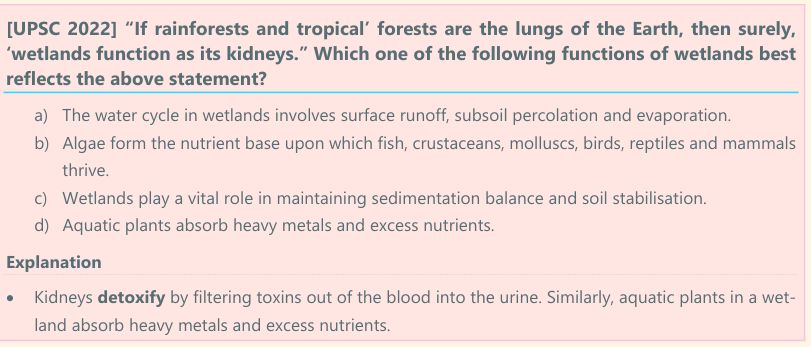 [UPSC 2022] “If rainforests and tropical’ forests are the lungs of the Earth, then surely,
‘wetlands function as its kidneys.” Which one of the following functions of wetlands best
reflects the above statement?
a) The water cycle in wetlands involves surface runoff, subsoil percolation and evaporation.
b) Algae form the nutrient base upon which fish, crustaceans, molluscs, birds, reptiles and mammals
thrive.
c) Wetlands play a vital role in maintaining sedimentation balance and soil stabilisation.
d) Aquatic plants absorb heavy metals and excess nutrients.
Explanation
• Kidneys detoxify by filtering toxins out of the blood into the urine. Similarly, aquatic plants in a wet-
land absorb heavy metals and excess nutrients.